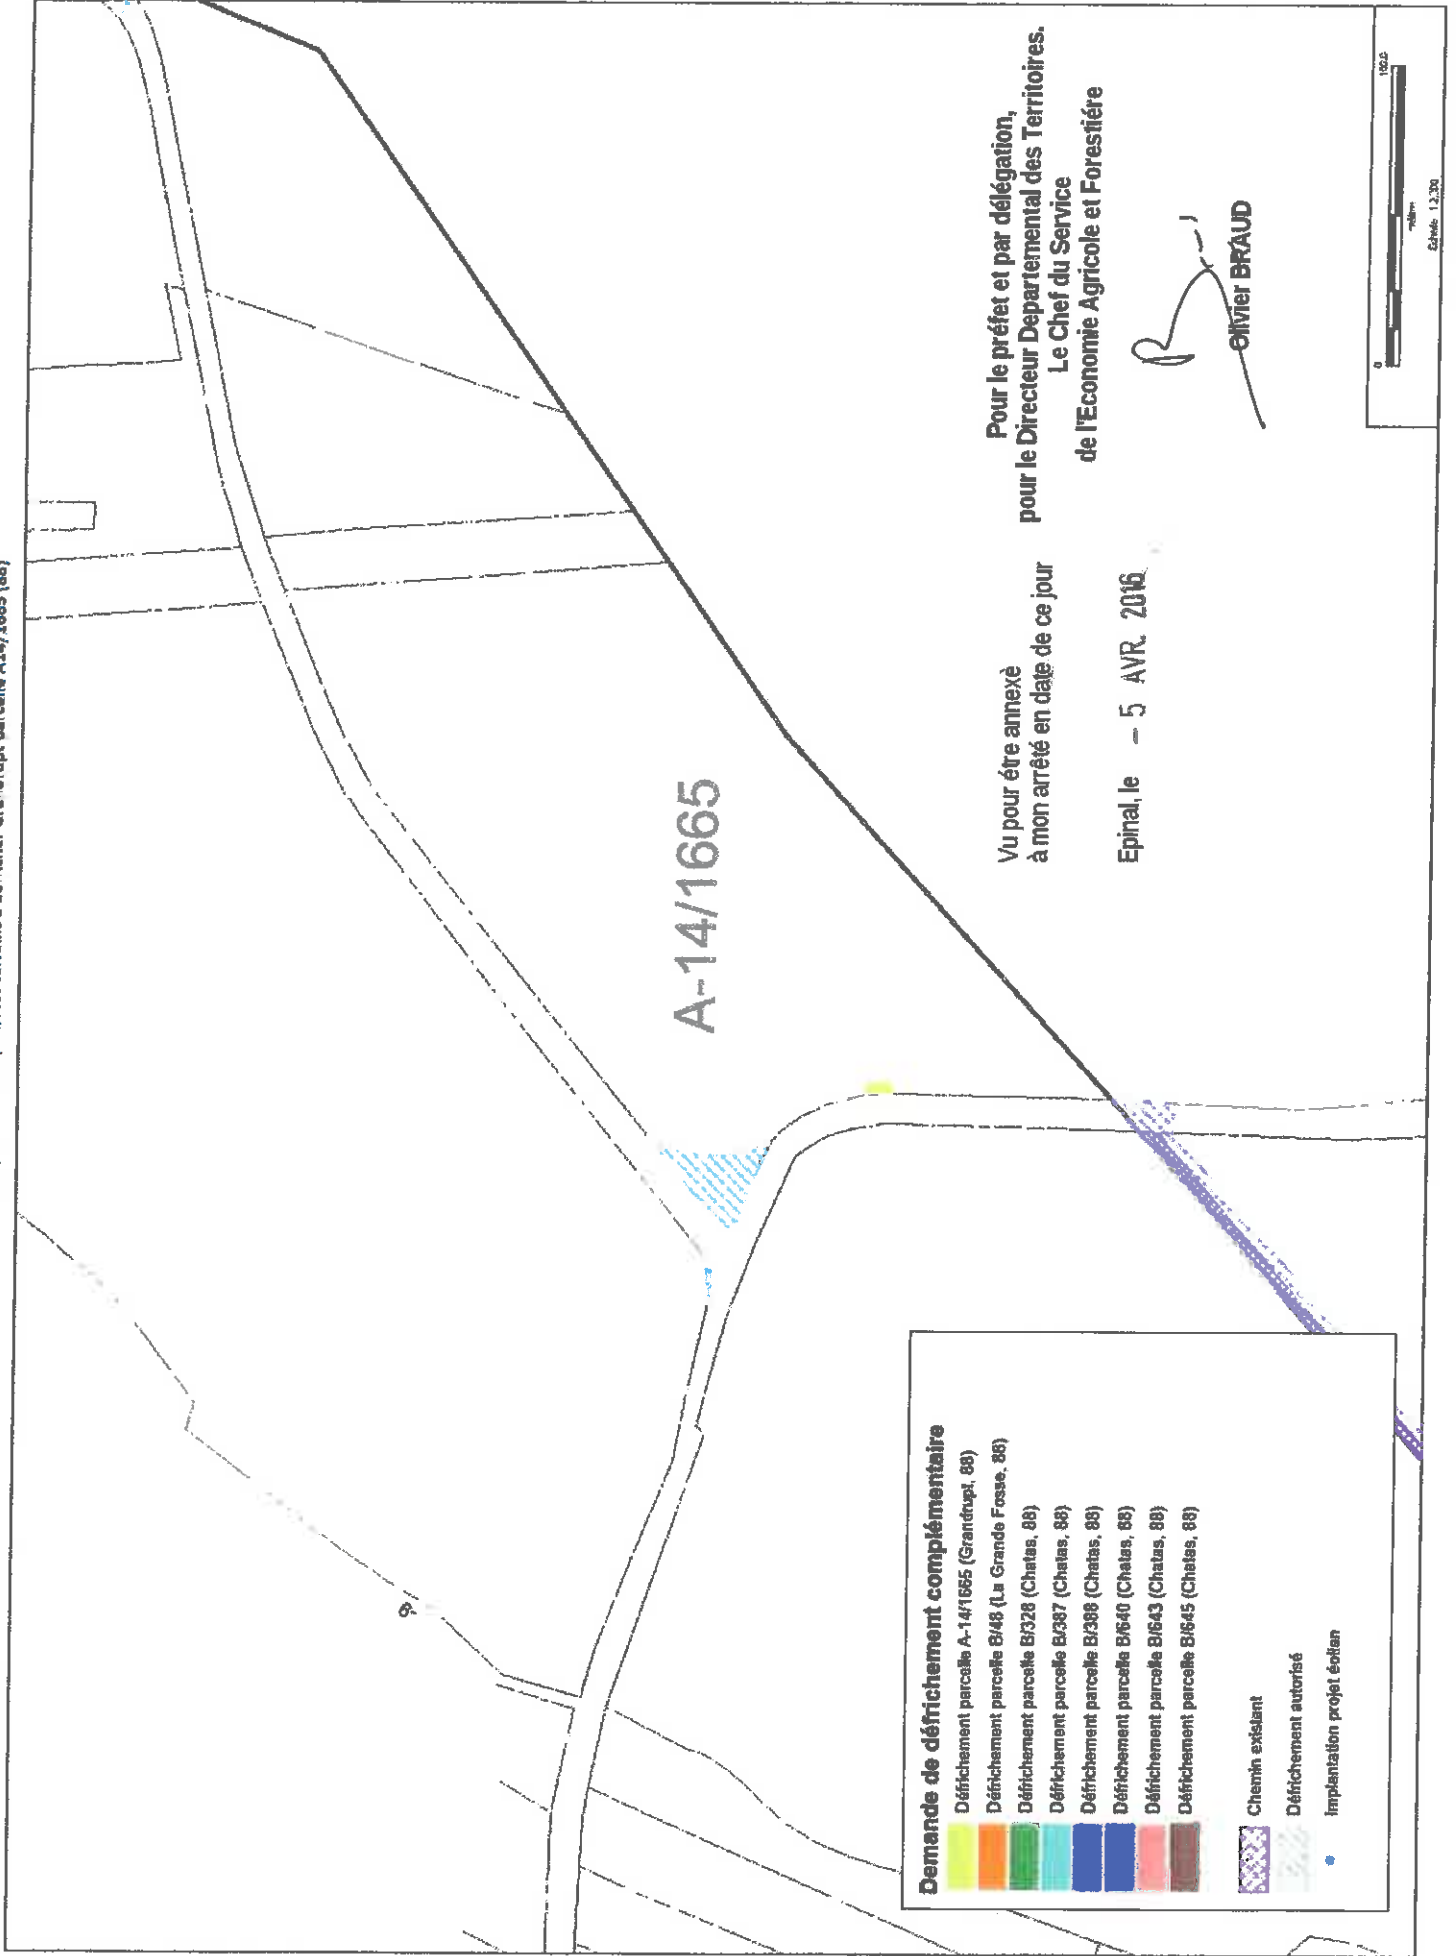 A-14/1665
Pour le préfet et par délégation,
pour le Directeur Departemental des Territoires.
Le Chef du Service
de l'Economie Agricole et Forestière
Olivier BRAUD
Vu pour être annexé
à mon arrêté en date de ce jour
Epinal, le - 5 AVR. 2016
Demande de défrichement complémentaire
Défrichement parcelle A-14/1665 (Grandrupt, 88)
Défrichement parcelle B/48 (La Grande Fosse, 88)
Défrichement parcelle B/328 (Chatas, 88)
Défrichement parcelle B/387 (Chatas, 88)
Défrichement parcelle B/388 (Chatas, 88)
Défrichement parcelle B/640 (Chatas, 88)
Défrichement parcelle B/643 (Chatas, 88)
Défrichement parcelle B/645 (Chatas, 88)
Chemin existant
Défrichement autorisé
Implantation projet éolien
0